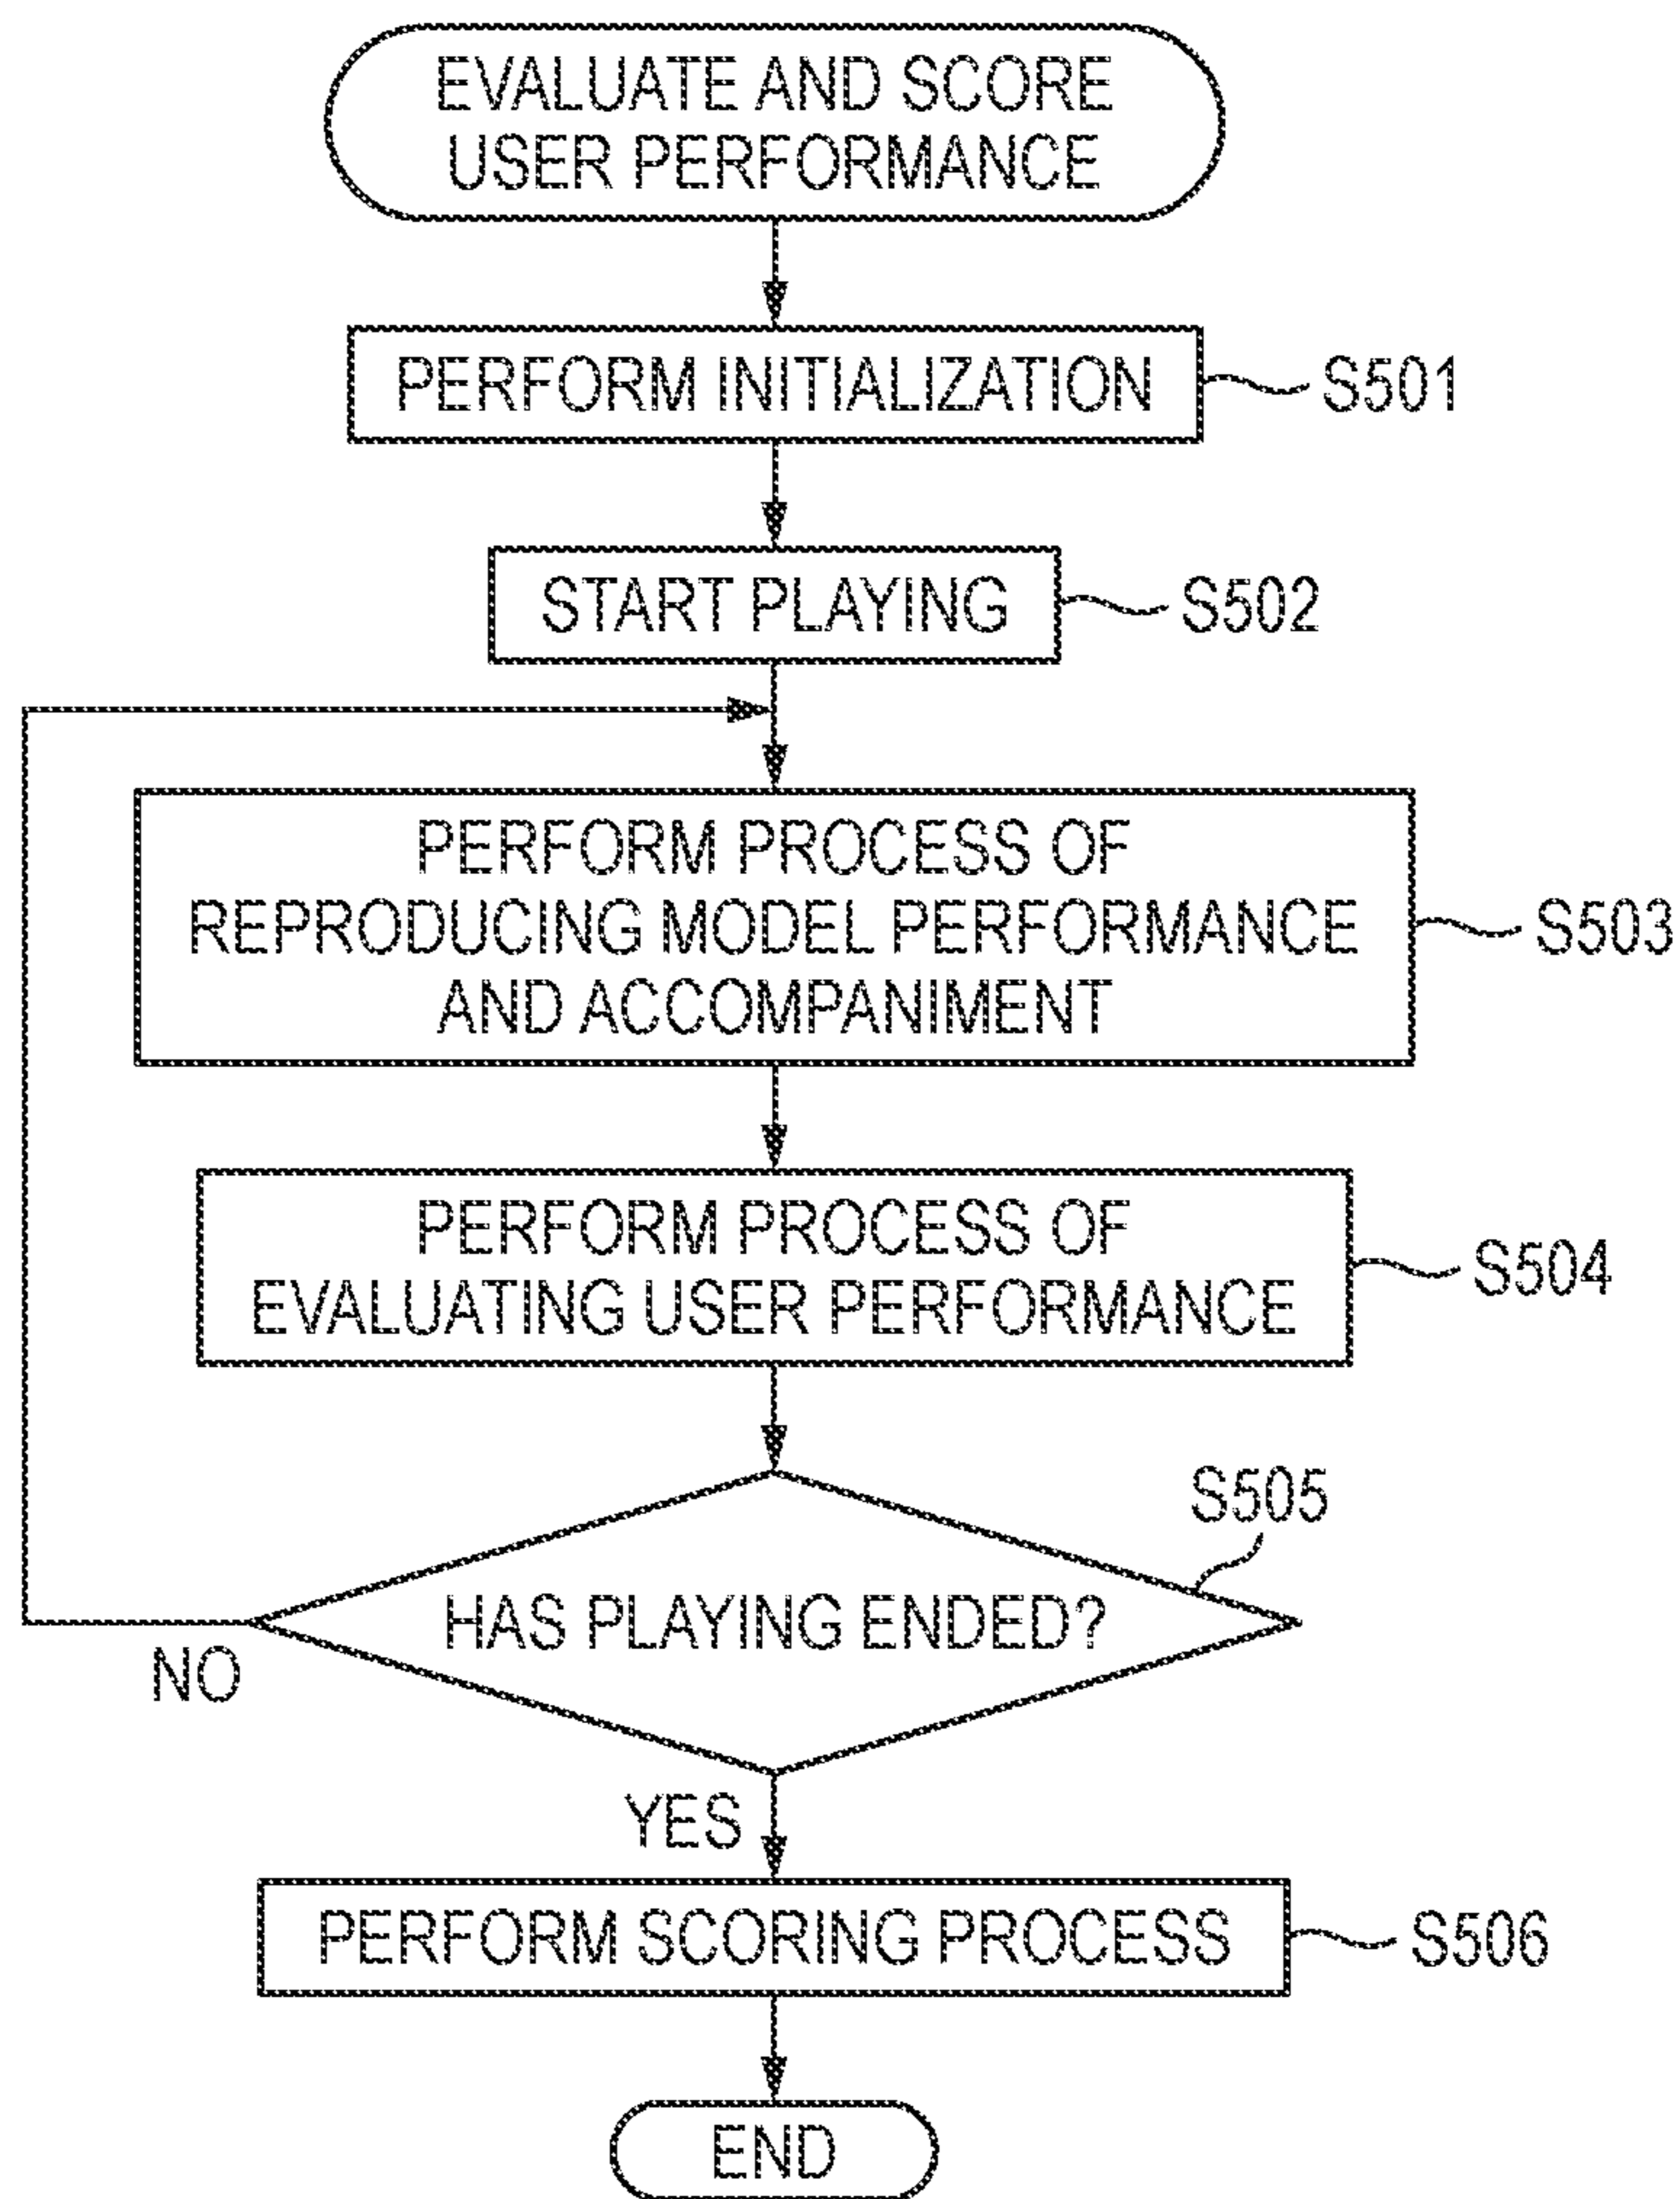 EVALUATE AND SCORE
USER PERFORMANCE
PERFORM INITIALIZATION
S501
START PLAYING
S502
PERFORM PROCESS OF
REPRODUCING MODEL PERFORMANCE
AND ACCOMPANIMENT
S503
PERFORM PROCESS OF
EVALUATING USER PERFORMANCE
S504
S505
HAS PLAYING ENDED?
NO
YES
PERFORM SCORING PROCESS
S506
END